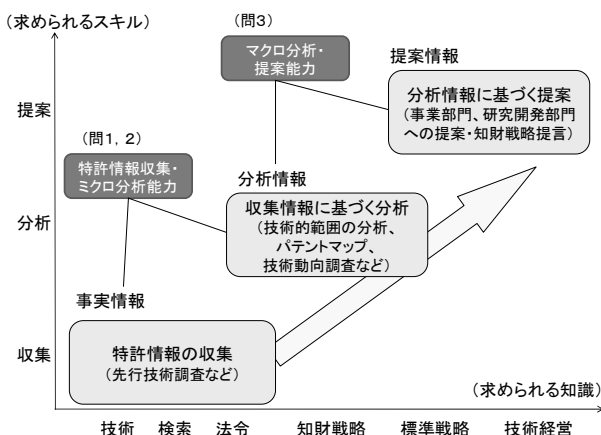 (求められるスキル)
(問3)
マクロ分析・
提案能力
提案情報
提案
分析情報に基づく提案
(事業部門、研究開発部門
への提案・知財戦略提言)
(問1, 2)
特許情報収集・
ミクロ分析能力
分析情報
分析
収集情報に基づく分析
(技術的範囲の分析、
パテントマップ、
技術動向調査など)
事実情報
収集
特許情報の収集
(先行技術調査など)
(求められる知識)
技術 検索 法令 知財戦略 標準戦略 技術経営